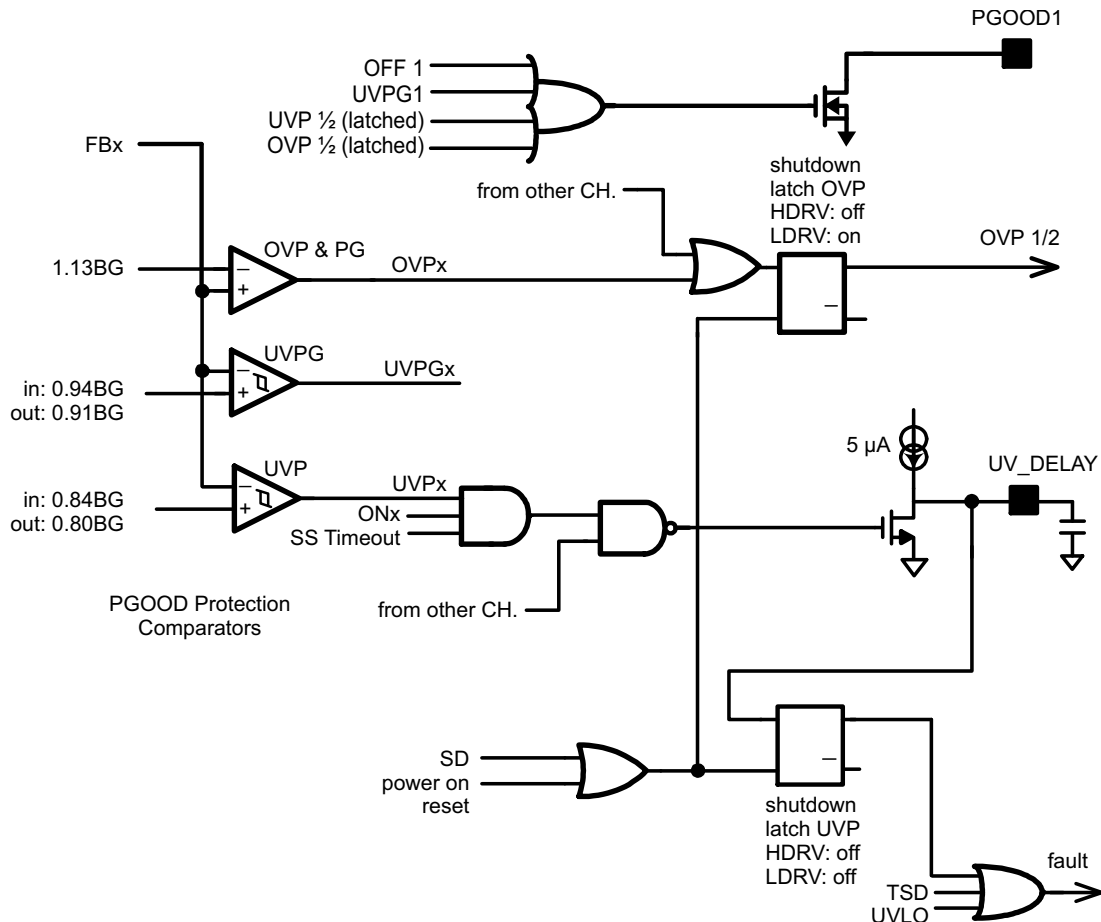 PGOOD1
OFF 1
UVPG1
UVP ½ (latched)
OVP ½ (latched)
FBx
shutdown
latch OVP
HDRV: off
LDRV: on
from other CH.
OVP 1/2
OVP & PG
1.13BG
−
+
OVPx
−
UVPG
−
+
UVPGx
in: 0.94BG
out: 0.91BG
5 µA
UV_DELAY
UVP
−
+
UVPx
in: 0.84BG
out: 0.80BG
ONx
SS Timeout
from other CH.
PGOOD Protection
Comparators
SD
power on
reset
−
shutdown
latch UVP
HDRV: off
LDRV: off
fault
TSD
UVLO